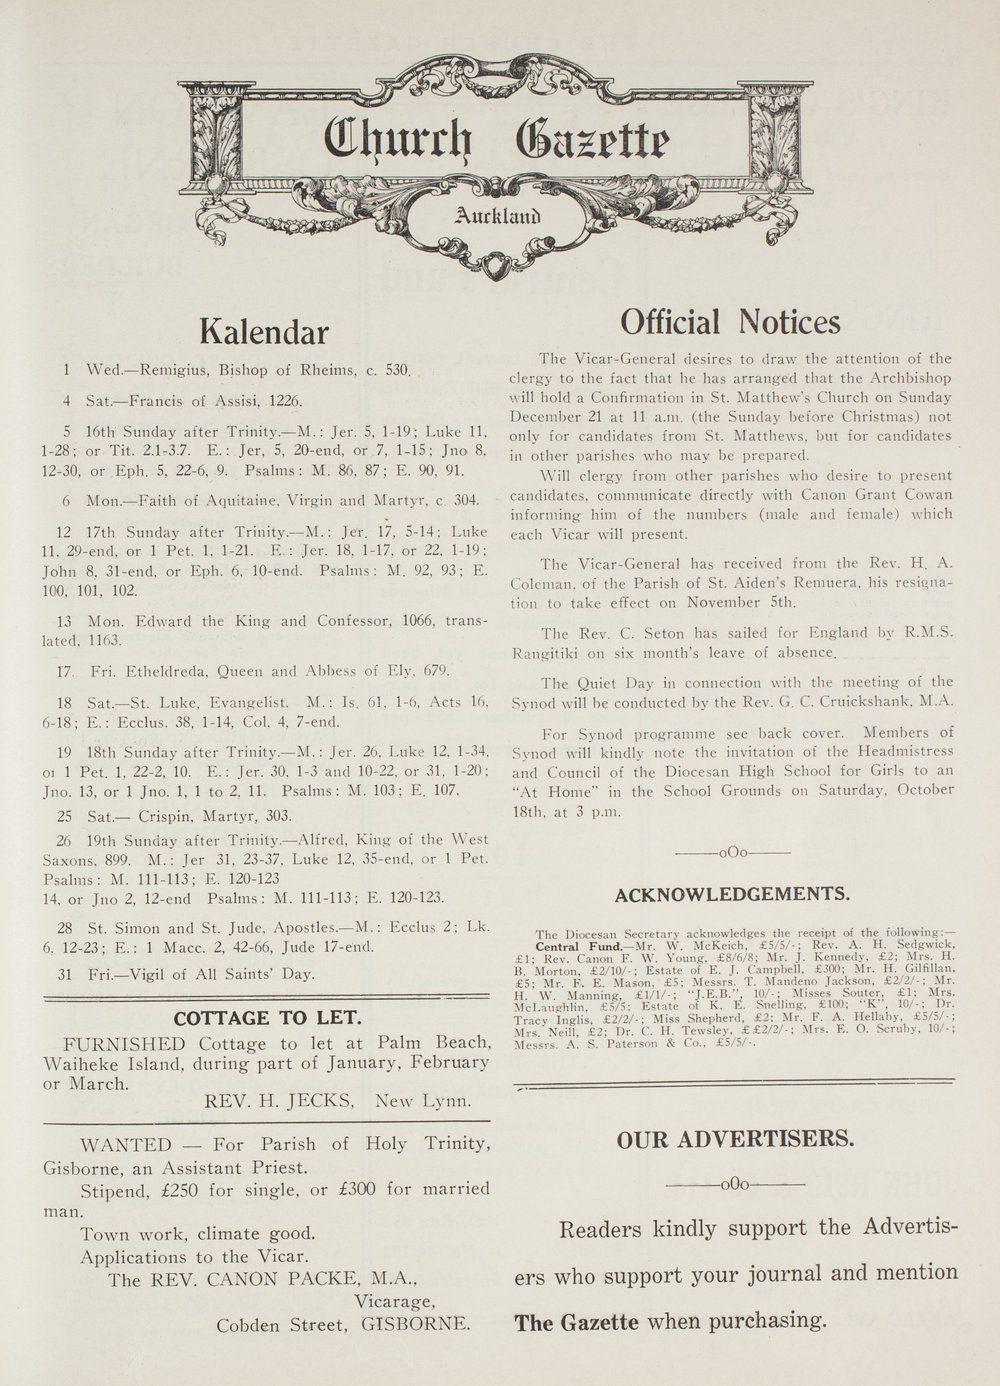 Church Gazette
Auckland
Kalendar
1 Wed.—Remigius, Bishop of Rheims, c. 530.
4 Sat.—Francis of Assisi, 1226.
5 16th Sunday after Trinity.—M.: Jer. 5, 1-19; Luke 11,
1-28; or Tit. 2.1-3.7. E.: Jer, 5, 20-end, or 7, 1-15; Jno 8,
12-30, or Eph. 5, 22-6, 9. Psalms: M. 86, 87; E. 90, 91.
6 Mon.—Faith of Aquitaine, Virgin and Martyr, c. 304.
12 17th Sunday after Trinity.—M.: Jer. 17, 5-14; Luke
11, 29-end, or 1 Pet. 1, 1-21. E.: Jer. 18, 1-17, or 22, 1-19;
John 8, 31-end, or Eph. 6, 10-end. Psalms: M. 92, 93; E.
100, 101, 102.
13 Mon. Edward the King and Confessor, 1066, trans-
lated, 1163.
17. Fri. Etheldreda, Queen and Abbess of Ely, 679.
18 Sat.—St. Luke, Evangelist. M.: Is. 61, 1-6, Acts 16,
6-18; E.: Ecclus. 38, 1-14, Col. 4, 7-end.
19 18th Sunday after Trinity.—M.: Jer. 26, Luke 12, 1-34,
or 1 Pet. 1, 22-2, 10. E.: Jer. 30, 1-3 and 10-22, or 31, 1-20;
Jno. 13, or 1 Jno. 1, 1 to 2, 11. Psalms: M. 103; E. 107.
25 Sat.— Crispin, Martyr, 303.
26 19th Sunday after Trinity.—Alfred, King of the West
Saxons, 899. M.: Jer 31, 23-37, Luke 12, 35-end, or 1 Pet.
Psalms: M. 111-113; E. 120-123
14, or Jno 2, 12-end Psalms: M. 111-113; E. 120-123.
28 St. Simon and St. Jude, Apostles.—M.: Ecclus 2; Lk.
6, 12-23; E.: 1 Macc. 2, 42-66, Jude 17-end.
31 Fri.—Vigil of All Saints' Day.
COTTAGE TO LET.
FURNISHED Cottage to let at Palm Beach,
Waiheke Island, during part of January, February
or March.
REV. H. JECKS, New Lynn.
WANTED — For Parish of Holy Trinity,
Gisborne, an Assistant Priest.
Stipend, £250 for single, or £300 for married
man.
Town work, climate good.
Applications to the Vicar.
The REV. CANON PACKE, M.A.,
Vicarage,
Cobden Street, GISBORNE.
Official Notices
The Vicar-General desires to draw the attention of the
clergy to the fact that he has arranged that the Archbishop
will hold a Confirmation in St. Matthew's Church on Sunday
December 21 at 11 a.m. (the Sunday before Christmas) not
only for candidates from St. Matthews, but for candidates
in other parishes who may be prepared.
Will clergy from other parishes who desire to present
candidates, communicate directly with Canon Grant Cowan
informing him of the numbers (male and female) which
each Vicar will present.
The Vicar-General has received from the Rev. H. A.
Coleman, of the Parish of St. Aiden's Remuera, his resigna-
tion to take effect on November 5th.
The Rev. C. Seton has sailed for England by R.M.S.
Rangitiki on six month's leave of absence.
The Quiet Day in connection with the meeting of the
Synod will be conducted by the Rev. G. C. Cruickshank, M.A.
For Synod programme see back cover. Members of
Synod will kindly note the invitation of the Headmistress
and Council of the Diocesan High School for Girls to an
"At Home" in the School Grounds on Saturday, October
18th, at 3 p.m.
———oOo———
ACKNOWLEDGEMENTS.
The Diocesan Secretary acknowledges the receipt of the following:—
Central Fund.—Mr. W. McKeich, £5/5/-; Rev. A. H. Sedgwick,
£1; Rev. Canon F. W. Young, £8/6/8; Mr. J. Kennedy, £2; Mrs. H.
B. Morton, £2/10/-; Estate of E. J. Campbell, £300; Mr. H. Gilfillan,
£5; Mr. F. E. Mason, £5; Messrs. T. Mandeno Jackson, £2/2/-; Mr.
H. W. Manning, £1/1/-; "J.E.B.", 10/-; Misses Souter, £1; Mrs.
McLaughlin, £5/5; Estate of K. E. Snelling, £100; "K", 10/-; Dr.
Tracy Inglis, £2/2/-; Miss Shepherd, £2; Mr. F. A. Hellaby, £5/5/-;
Mrs. Neill, £2; Dr. C. H. Tewsley, ££2/2/-; Mrs. E. O. Scruby, 10/-;
Messrs. A. S. Paterson & Co., £5/5/-.
OUR ADVERTISERS.
———o0o———
Readers kindly support the Advertis-
ers who support your journal and mention
The Gazette when purchasing.